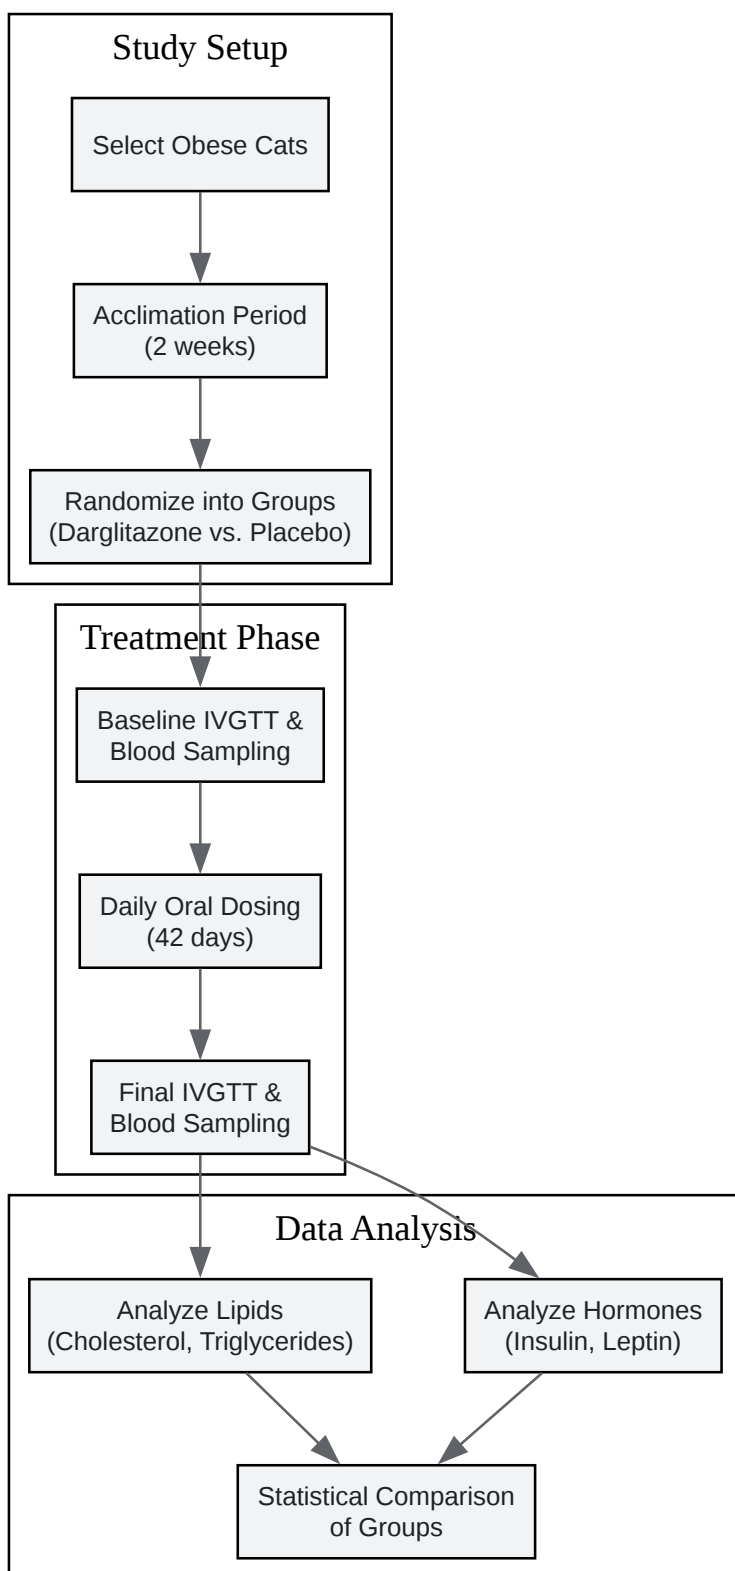 Study Setup
Select Obese Cats
Acclimation Period
(2 weeks)
Randomize into Groups
(Darglitazone vs. Placebo)
Treatment Phase
Baseline IVGTT &
Blood Sampling
Daily Oral Dosing
(42 days)
Final IVGTT &
Blood Sampling
Data Analysis
Analyze Lipids
(Cholesterol, Triglycerides)
Analyze Hormones
(Insulin, Leptin)
Statistical Comparison
of Groups